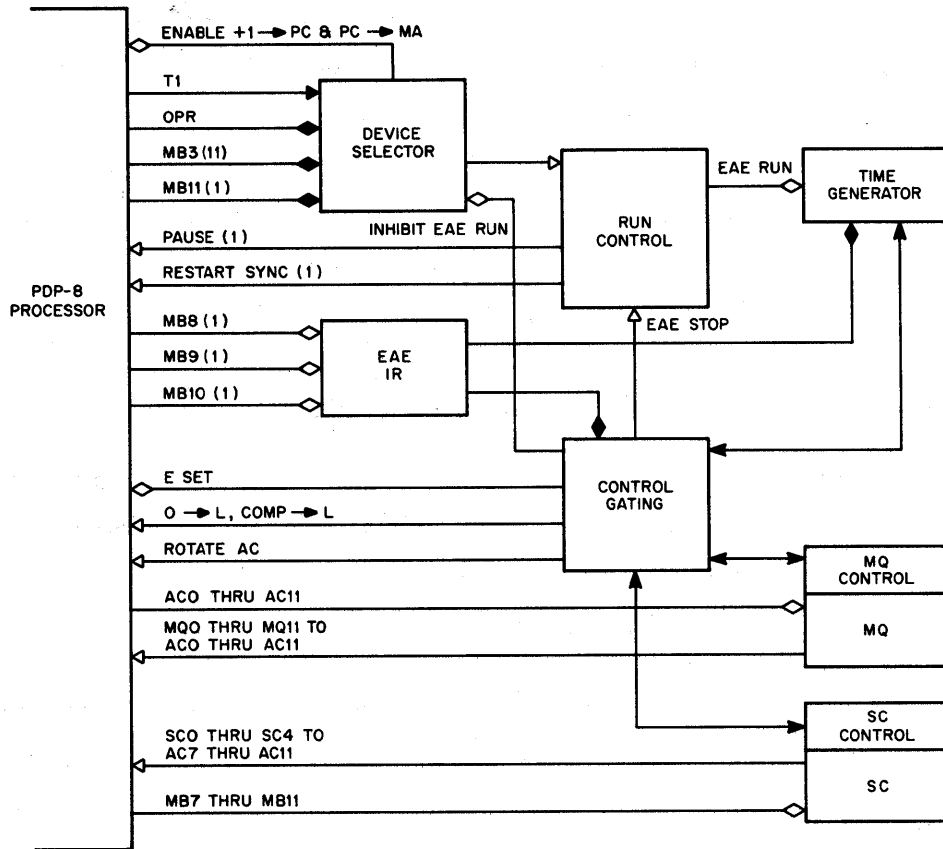 ENABLE +1 → PC & PC → MA
T1
OPR
MB3(11)
MB11(1)
DEVICE
SELECTOR
EAE RUN
TIME
GENERATOR
INHIBIT EAE RUN
RUN
CONTROL
PAUSE (1)
RESTART SYNC (1)
PDP-8
PROCESSOR
MB8(1)
MB9(1)
MB10(1)
EAE
IR
EAE STOP
E SET
0 → L, COMP → L
ROTATE AC
CONTROL
GATING
MQ
CONTROL
MQ
AC0 THRU AC11
MQ0 THRU MQ11 TO
AC0 THRU AC11
SC0 THRU SC4 TO
AC7 THRU AC11
MB7 THRU MB11
SC
CONTROL
SC